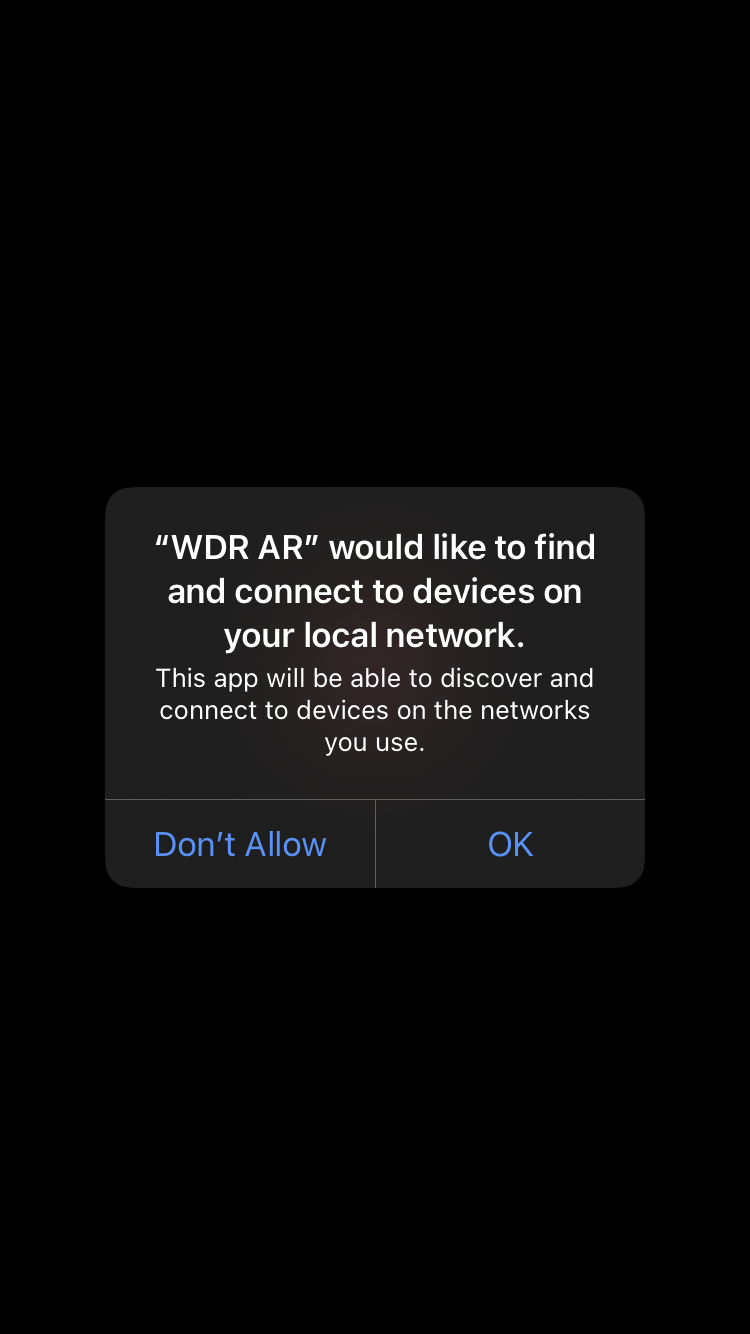 “WDR AR” would like to find
and connect to devices on
your local network.
This app will be able to discover and
connect to devices on the networks
you use.
Don’t Allow
OK